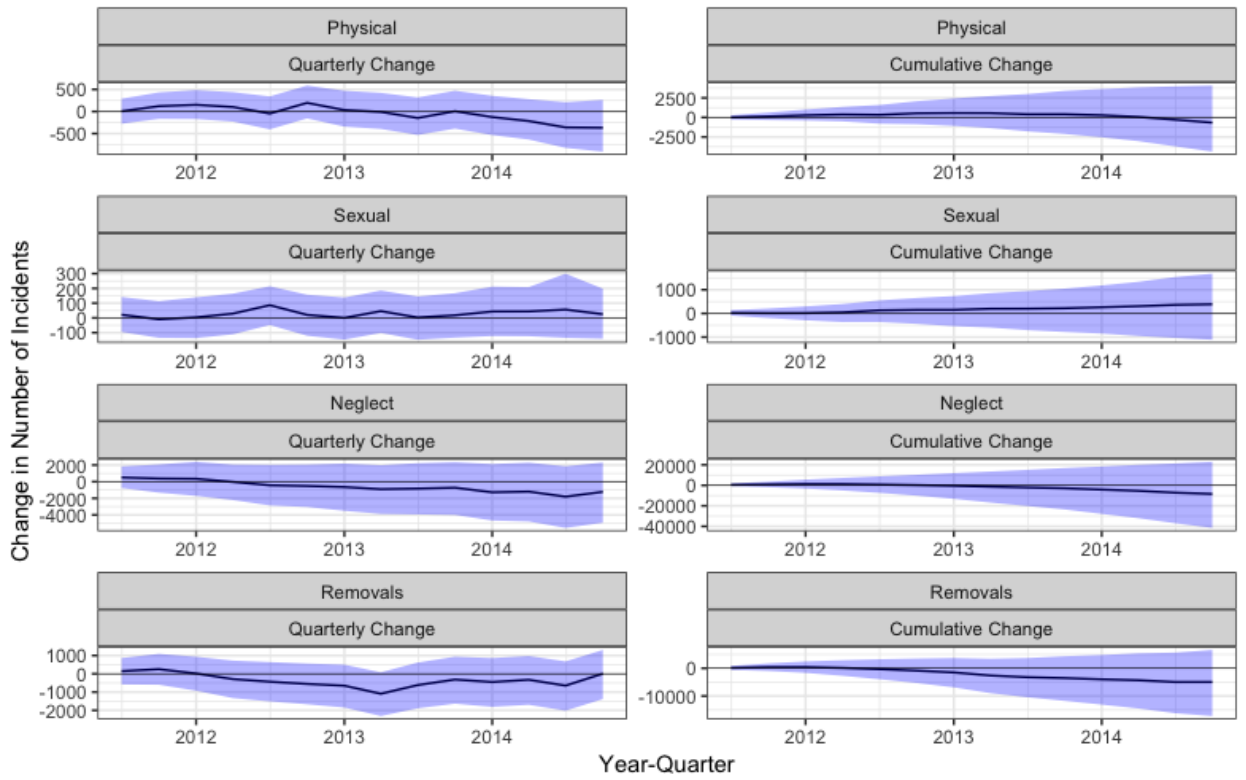 Physical
Quarterly Change
500
0
-500
2012 2013 2014
Physical
Cumulative Change
2500
0
-2500
2012 2013 2014
Sexual
Quarterly Change
300
200
100
0
-100
2012 2013 2014
Sexual
Cumulative Change
1000
0
-1000
2012 2013 2014
Neglect
Quarterly Change
2000
0
-2000
-4000
2012 2013 2014
Neglect
Cumulative Change
20000
0
-20000
-40000
2012 2013 2014
Removals
Quarterly Change
1000
0
-1000
-2000
2012 2013 2014
Removals
Cumulative Change
0
-10000
2012 2013 2014
Change in Number of Incidents
Year-Quarter